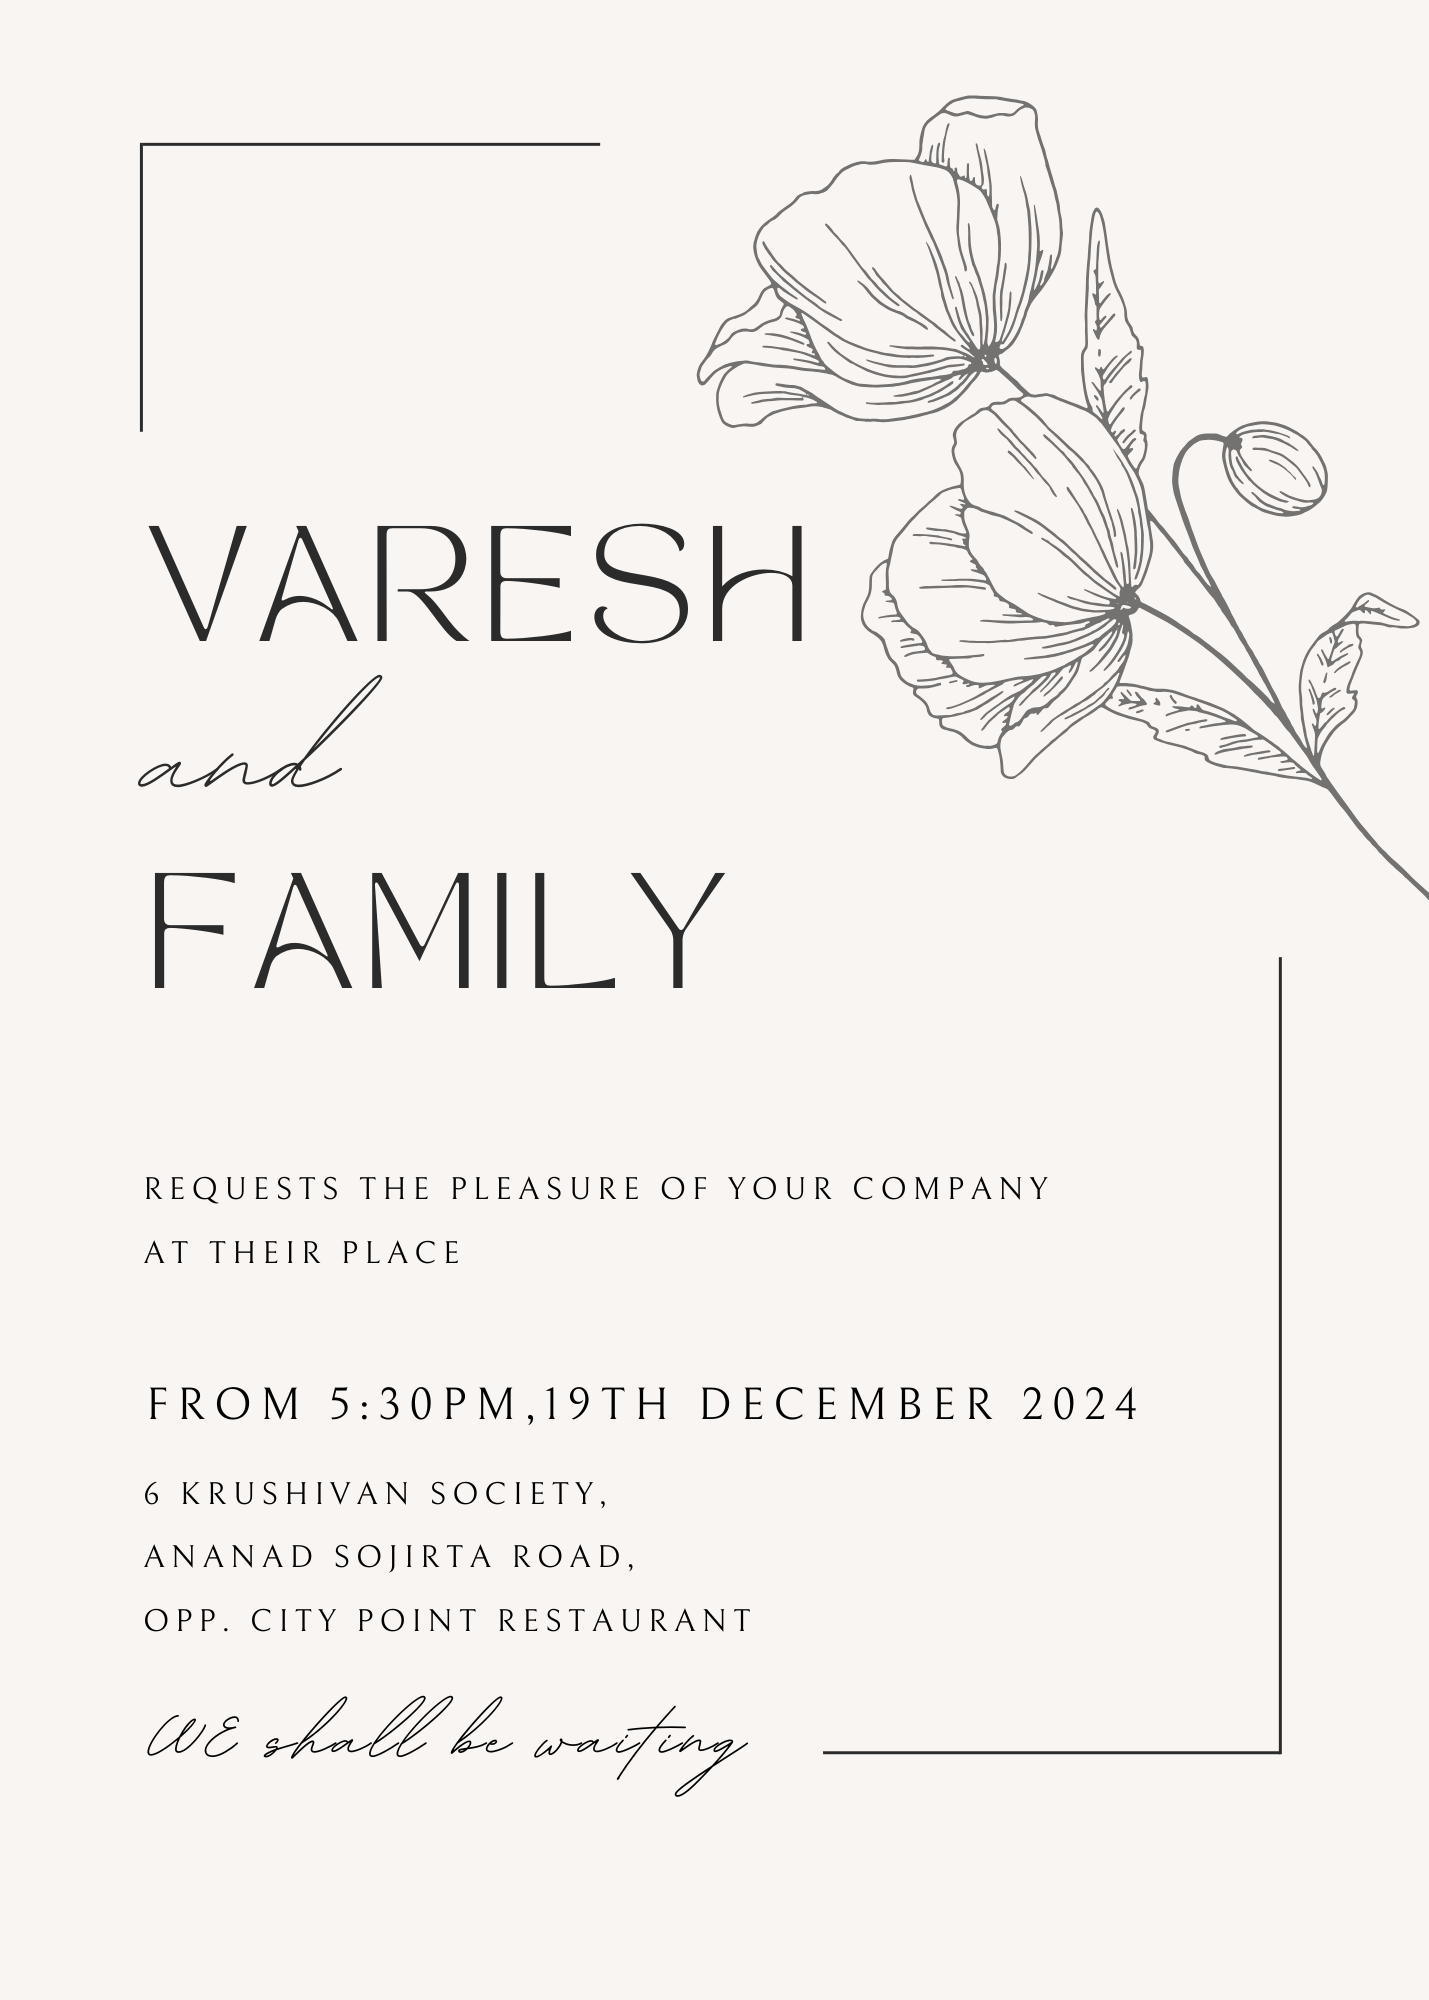 VARESH
and
FAMILY
REQUESTS THE PLEASURE OF YOUR COMPANY
AT THEIR PLACE
FROM 5:30PM,19TH DECEMBER 2024
6 KRUSHIVAN SOCIETY,
ANANAD SOJIRTA ROAD,
OPP. CITY POINT RESTAURANT
WE shall be waiting